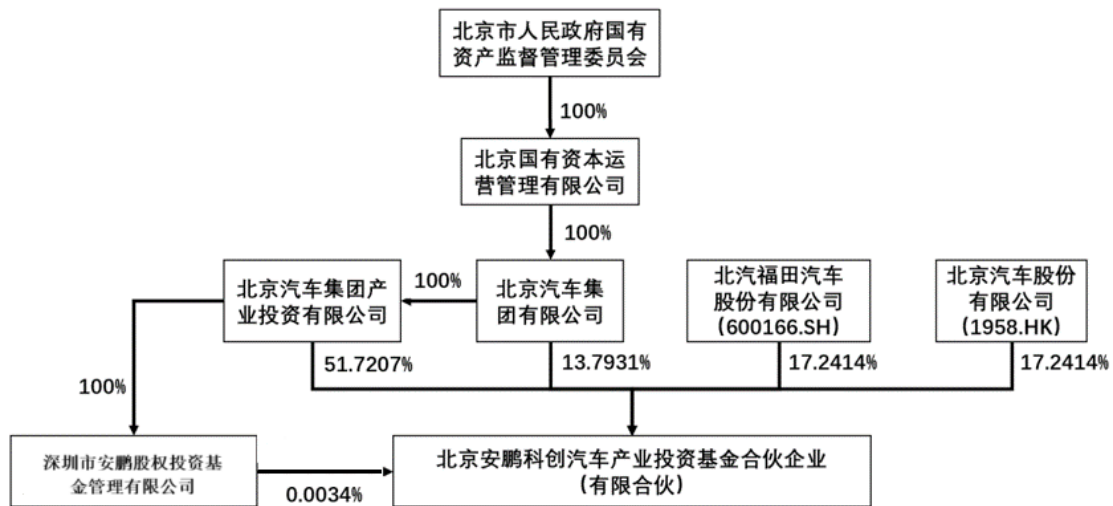 北京市人民政府国有
资产监督管理委员会
100%
北京国有资本运
营管理有限公司
100%
北京汽车集团产
业投资有限公司
100%
北京汽车集
团有限公司
北汽福田汽车
股份有限公司
(600166.SH)
北京汽车股份
有限公司
(1958.HK)
51.7207%
13.7931%
17.2414%
17.2414%
100%
深圳市安鹏股权投资基
金管理有限公司
0.0034%
北京安鹏科创汽车产业投资基金合伙企业
(有限合伙)